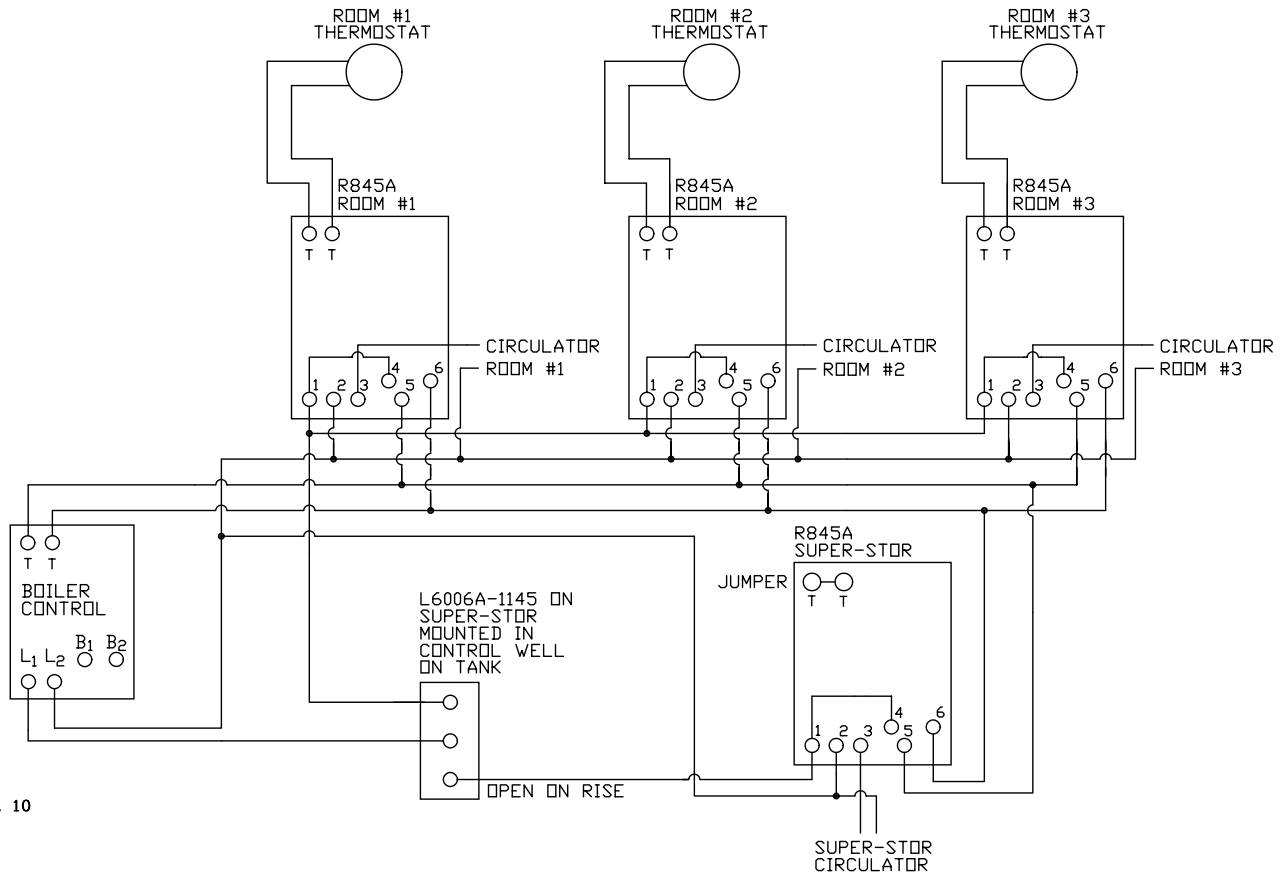 ROOM #1
THERMOSTAT
ROOM #2
THERMOSTAT
ROOM #3
THERMOSTAT
R845A
ROOM #1
R845A
ROOM #2
R845A
ROOM #3
T T
T T
T T
CIRCULATOR
ROOM #1
CIRCULATOR
ROOM #2
CIRCULATOR
ROOM #3
1 2 3 4 5 6
1 2 3 4 5 6
1 2 3 4 5 6
T T
BOILER
CONTROL
L1 L2 B1 B2
L6006A-1145 ON
SUPER-STOR
MOUNTED IN
CONTROL WELL
ON TANK
OPEN ON RISE
R845A
SUPER-STOR
JUMPER
T T
1 2 3 4 5 6
SUPER-STOR
CIRCULATOR
. 10